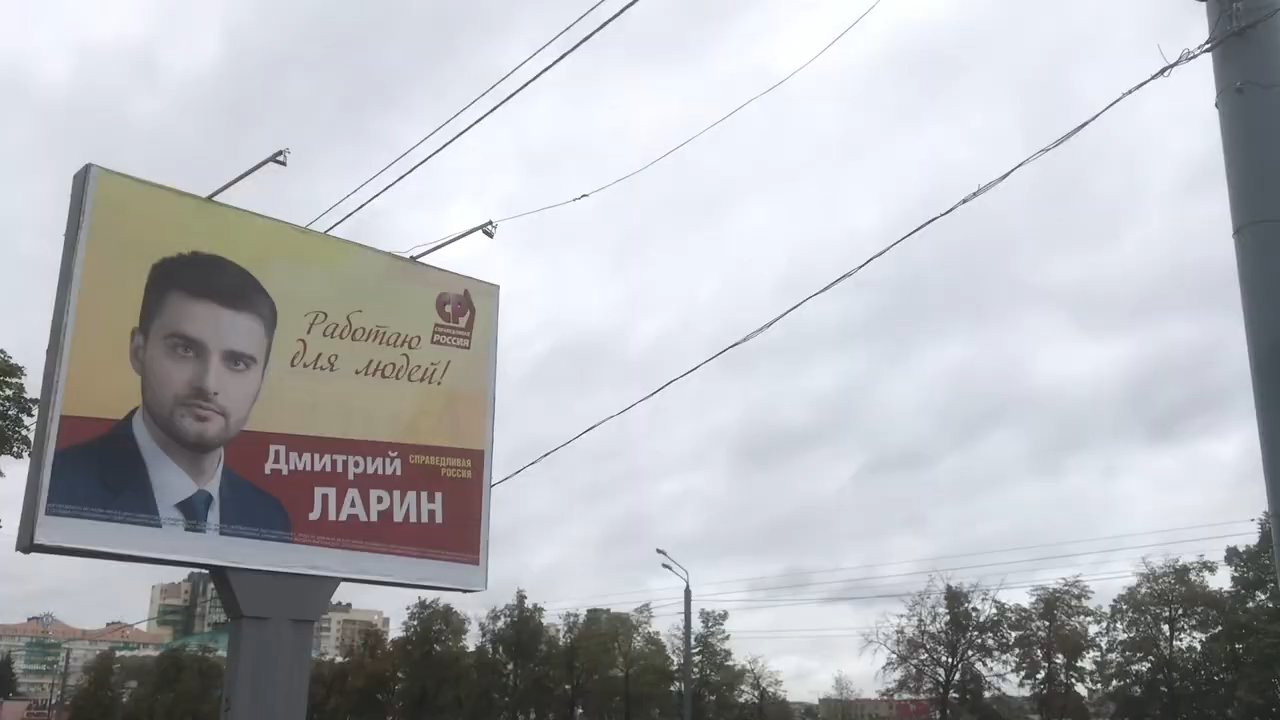 СР
СПРАВЕДЛИВАЯ
РОССИЯ
Работаю
для людей!
Дмитрий
СПРАВЕДЛИВАЯ
РОССИЯ
ЛАРИН